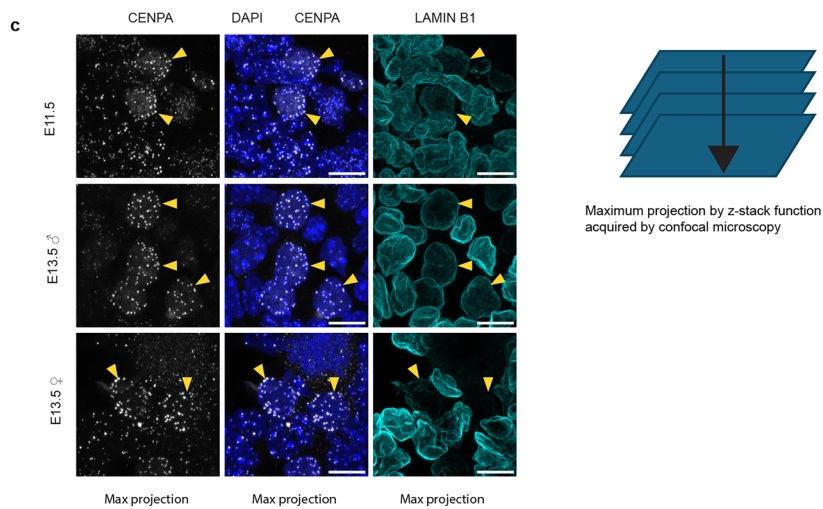 c
CENPA DAPI CENPA LAMIN B1
E11.5
E13.5 ♂
E13.5 ♀
Max projection Max projection Max projection
Maximum projection by z-stack function
acquired by confocal microscopy